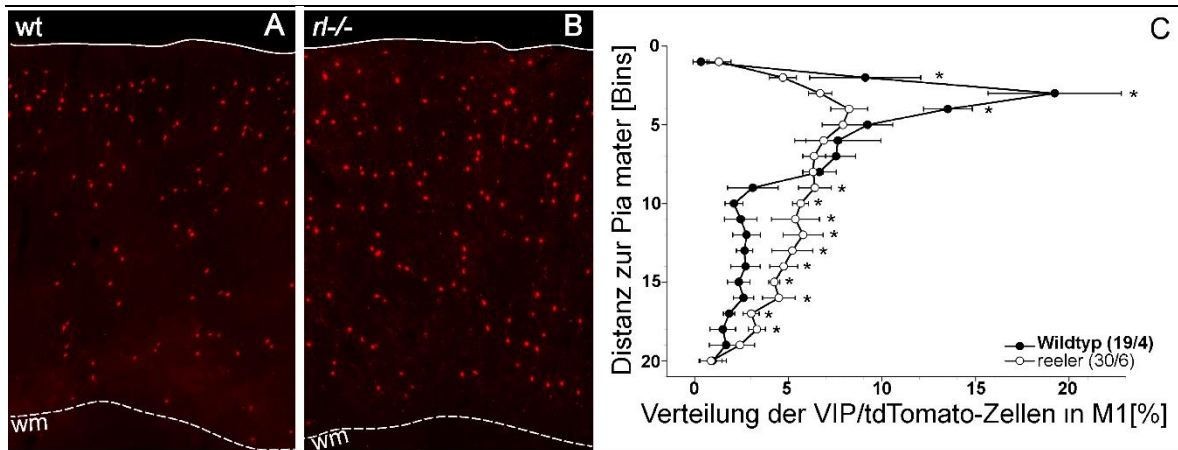 wt
A
rl-/-
B
C
wm
wm
Distanz zur Pia mater [Bins]
0
5
10
15
20
*
*
*
*
*
*
*
*
*
*
*
*
*
Wildtyp (19/4)
reeler (30/6)
0
5
10
15
20
Verteilung der VIP/tdTomato-Zellen in M1[%]